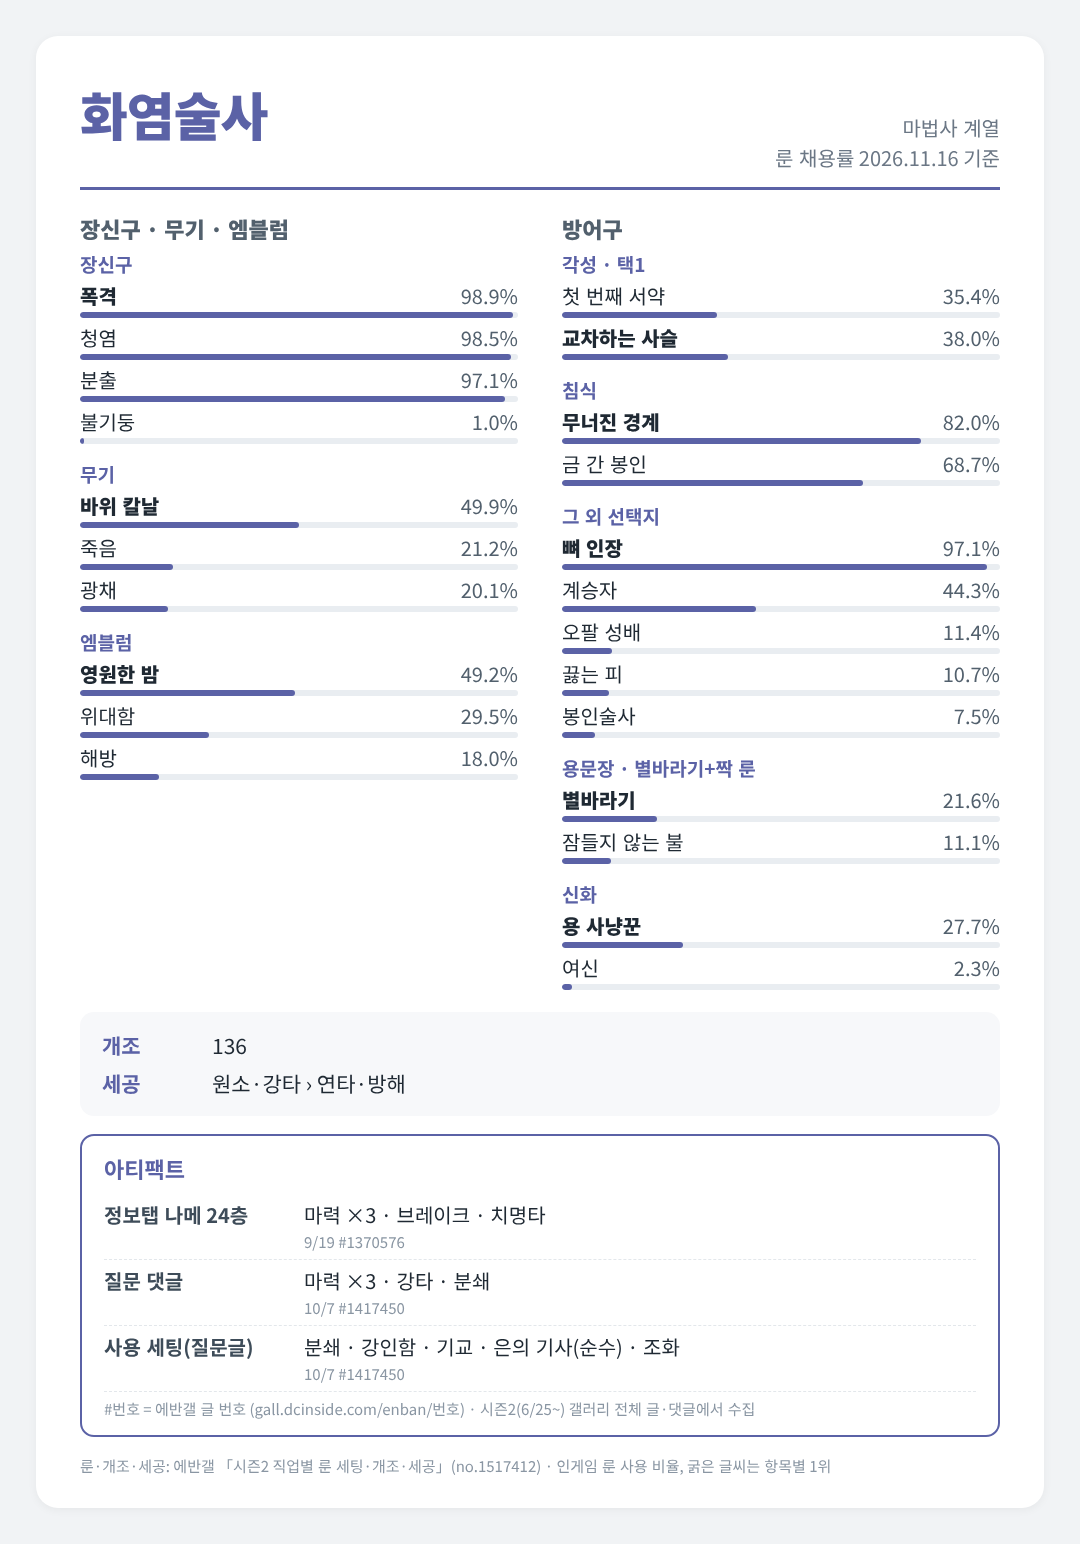 화염술사
마법사 계열
룬 채용률 2026.11.16 기준
장신구 · 무기 · 엠블럼
장신구
폭격 98.9%
청염 98.5%
분출 97.1%
불기둥 1.0%
무기
바위 칼날 49.9%
죽음 21.2%
광채 20.1%
엠블럼
영원한 밤 49.2%
위대함 29.5%
해방 18.0%
방어구
각성 · 택1
첫 번째 서약 35.4%
교차하는 사슬 38.0%
침식
무너진 경계 82.0%
금 간 봉인 68.7%
그 외 선택지
뼈 인장 97.1%
계승자 44.3%
오팔 성배 11.4%
끓는 피 10.7%
봉인술사 7.5%
용문장 · 별바라기+짝 룬
별바라기 21.6%
잠들지 않는 불 11.1%
신화
용 사냥꾼 27.7%
여신 2.3%
개조 136
세공 원소·강타 › 연타·방해
아티팩트
정보탭 나메 24층 마력 ×3 · 브레이크 · 치명타
9/19 #1370576
질문 댓글 마력 ×3 · 강타 · 분쇄
10/7 #1417450
사용 세팅(질문글) 분쇄 · 강인함 · 기교 · 은의 기사(순수) · 조화
10/7 #1417450
#번호 = 에반갤 글 번호 (gall.dcinside.com/enban/번호) · 시즌2(6/25~) 갤러리 전체 글·댓글에서 수집
룬·개조·세공: 에반갤 「시즌2 직업별 룬 세팅·개조·세공」(no.1517412) · 인게임 룬 사용 비율, 굵은 글씨는 항목별 1위